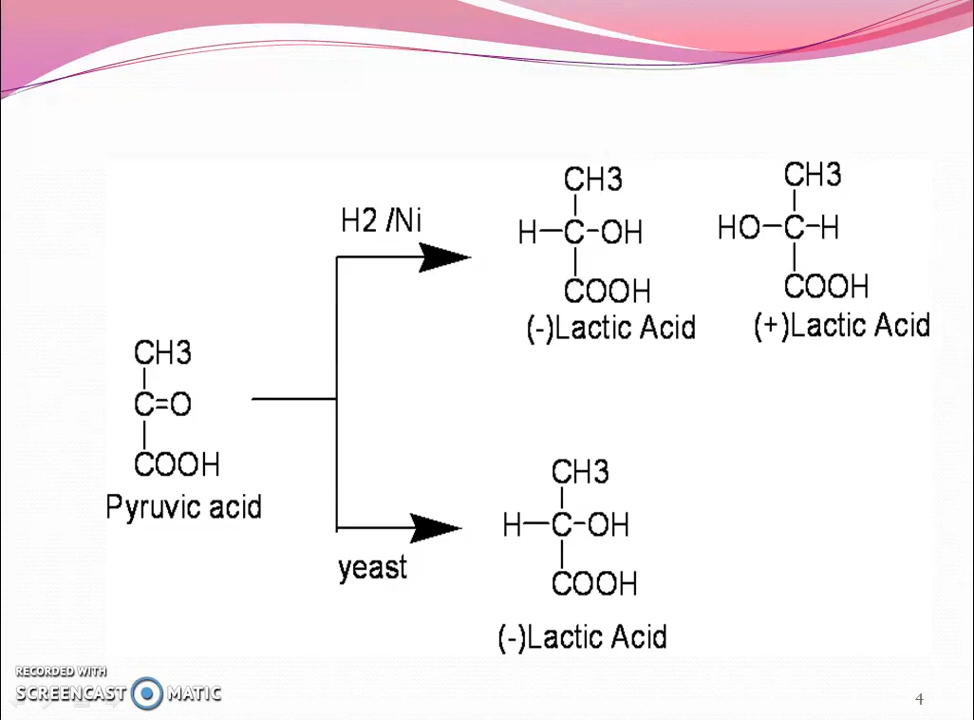 H2 /Ni
CH3
H-C-OH
COOH
(-)Lactic Acid
CH3
HO-C-H
COOH
(+)Lactic Acid
CH3
C=O
COOH
Pyruvic acid
yeast
CH3
H-C-OH
COOH
(-)Lactic Acid
RECORDED WITH
SCREENCAST MATIC
4